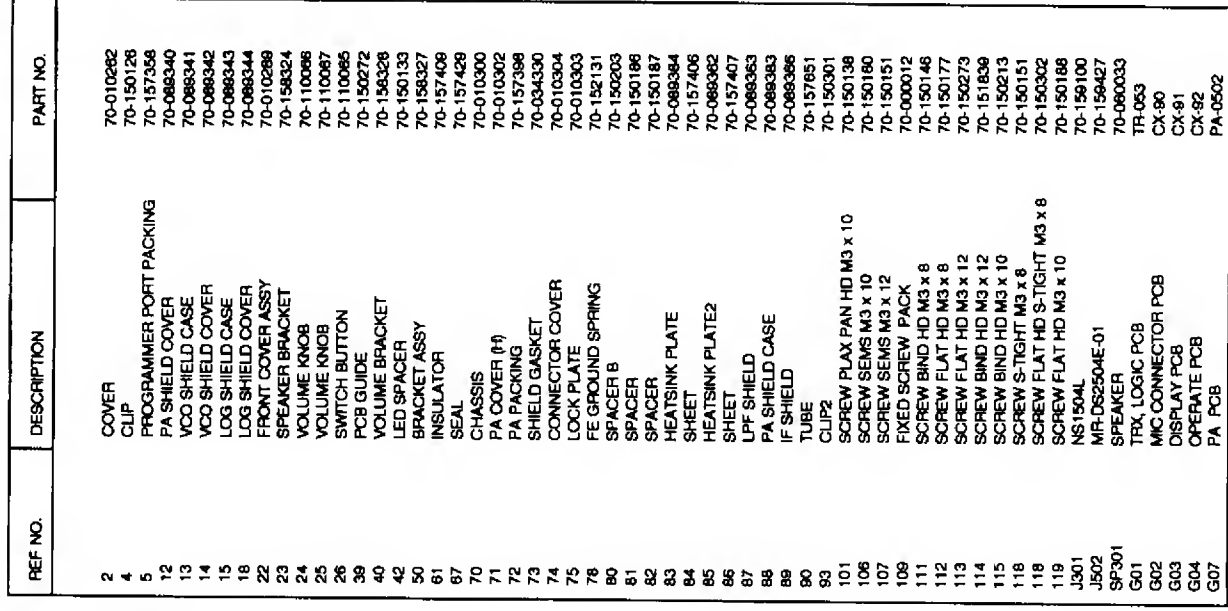 REF NO. DESCRIPTION PART NO.
2 COVER 70-010262
4 CLIP 70-150126
5 PROGRAMMER PORT PACKING 70-157358
12 PA SHIELD COVER 70-089340
13 VCO SHIELD CASE 70-089341
14 VCO SHIELD COVER 70-089342
15 LOG SHIELD CASE 70-089343
18 LOG SHIELD COVER 70-089344
22 FRONT COVER ASSY 70-010289
23 SPEAKER BRACKET 70-158324
24 VOLUME KNOB 70-110066
25 VOLUME KNOB 70-110067
26 SWITCH BUTTON 70-110065
39 PCB GUIDE 70-150272
40 VOLUME BRACKET 70-158328
42 LED SPACER 70-150133
50 BRACKET ASSY 70-158327
61 INSULATOR 70-157409
67 SEAL 70-157429
70 CHASSIS 70-010300
71 PA COVER (H) 70-010302
72 PA PACKING 70-157398
73 SHIELD GASKET 70-034330
74 CONNECTOR COVER 70-010304
75 LOCK PLATE 70-010303
78 FE GROUND SPRING 70-152131
80 SPACER B 70-150203
81 SPACER 70-150186
82 SPACER 70-150187
83 HEATSINK PLATE 70-089384
84 SHEET 70-157406
85 HEATSINK PLATE2 70-089362
86 SHEET 70-157407
87 LPF SHIELD 70-089363
88 PA SHIELD CASE 70-089383
89 IF SHIELD 70-089366
90 TUBE 70-157651
93 CLIP2 70-150301
101 SCREW PLAX PAN HD M3 x 10 70-150138
106 SCREW SEMS M3 x 10 70-150180
107 SCREW SEMS M3 x 12 70-150151
109 FIXED SCREW PACK 70-000012
111 SCREW BIND HD M3 x 8 70-150146
112 SCREW FLAT HD M3 x 8 70-150177
113 SCREW FLAT HD M3 x 12 70-150273
114 SCREW BIND HD M3 x 12 70-151839
115 SCREW BIND HD M3 x 10 70-150213
118 SCREW S-TIGHT M3 x 8 70-150151
118 SCREW FLAT HD S-TIGHT M3 x 8 70-150302
119 SCREW FLAT HD M3 x 10 70-150188
J301 NS1504L 70-159100
J502 MR-DS2504E-01 70-159427
SP301 SPEAKER 70-080033
G01 TRX, LOGIC PCB TR-053
G02 MIC CONNECTOR PCB CX-90
G03 DISPLAY PCB CX-91
G04 OPERATE PCB CX-92
G07 PA PCB PA-0502